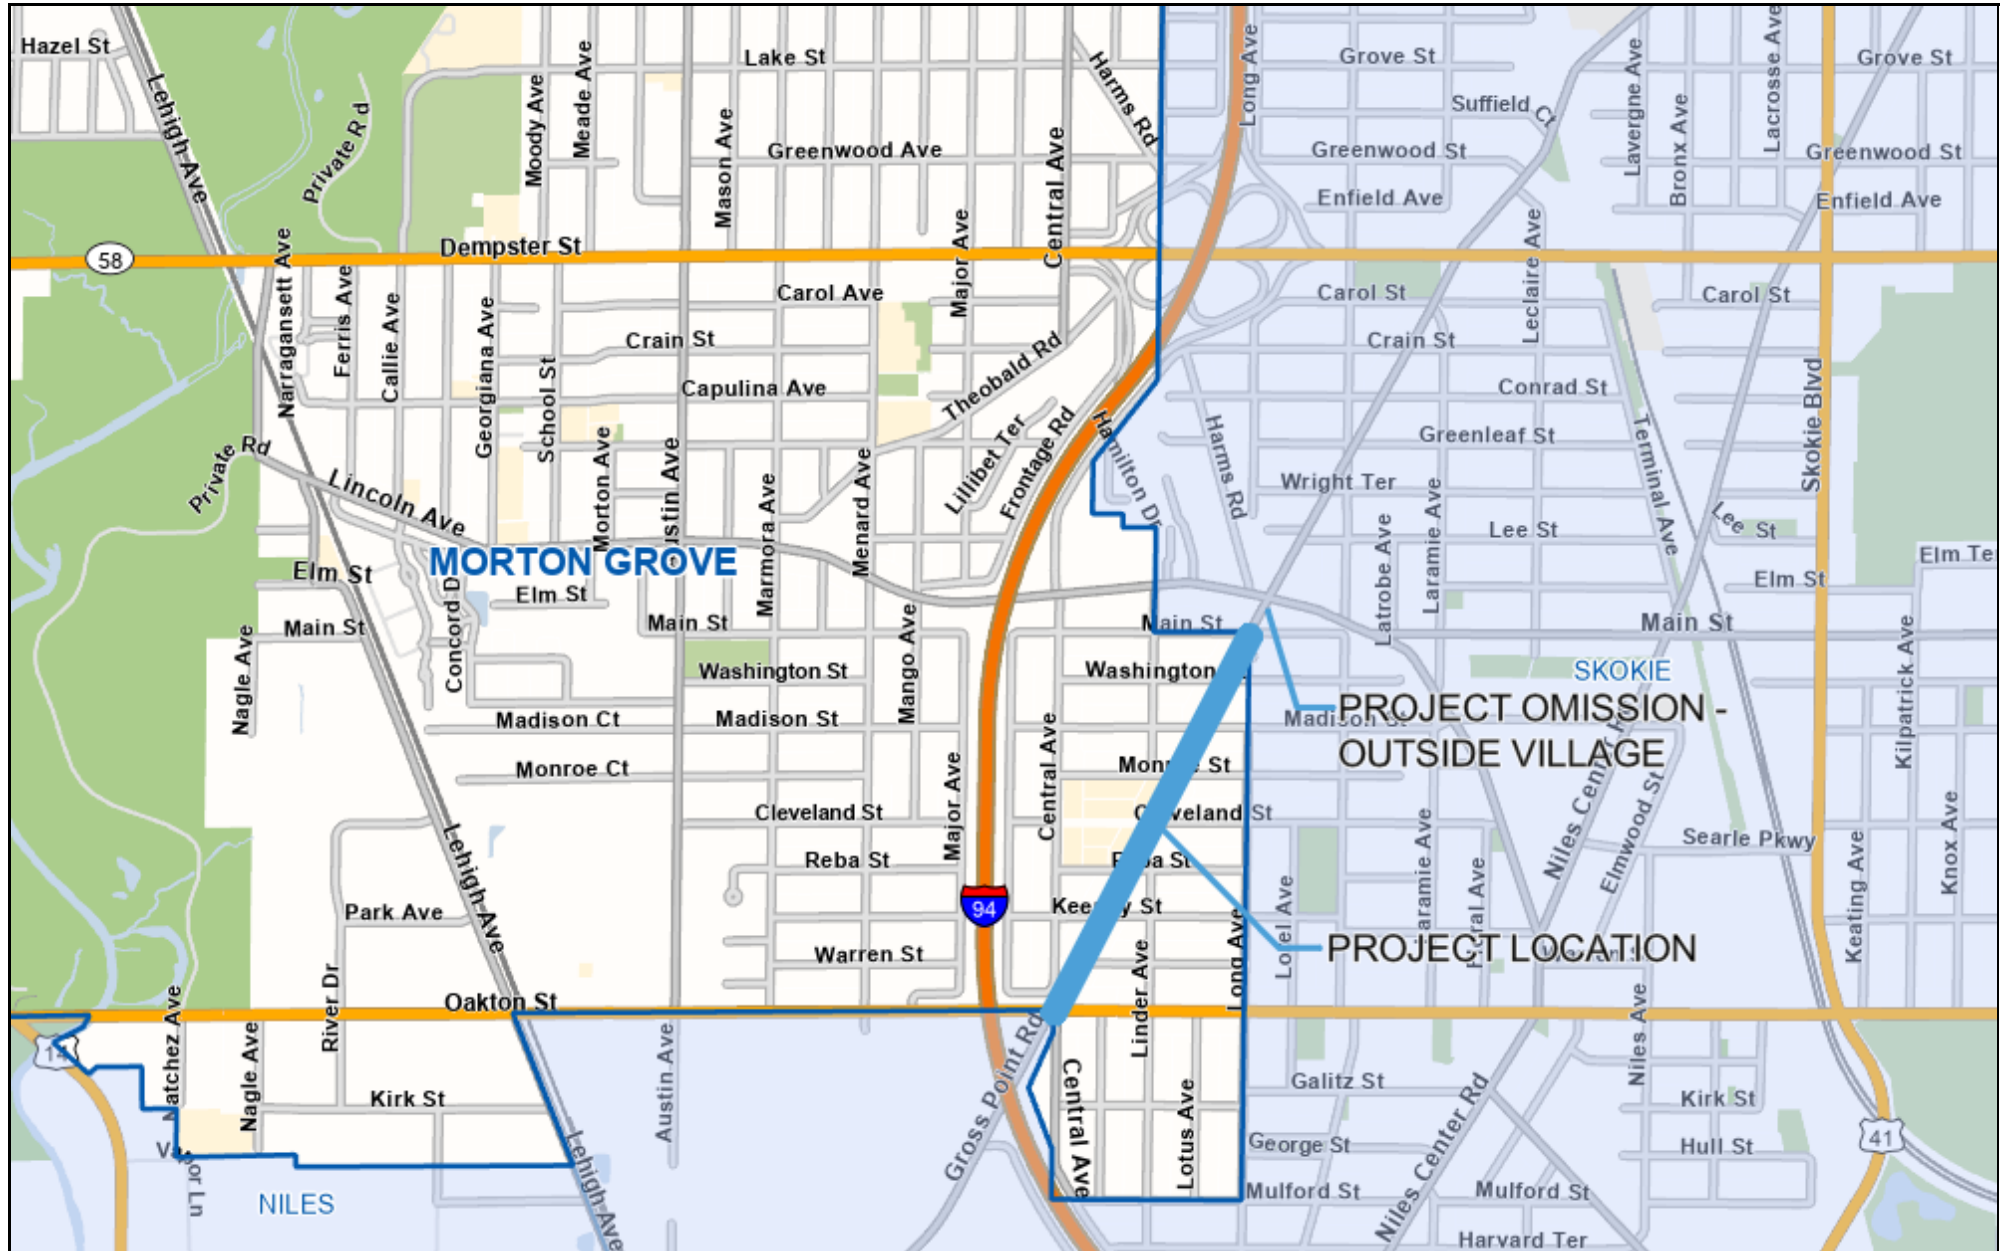 Hazel St
Lake St
Grove St
Grove St
Lehigh Ave
Private Rd
Moody Ave
Meade Ave
Mason Ave
Harms Rd
Long Ave
Suffield Ct
Lavergne Ave
Bronx Ave
Lacrosse Ave
Greenwood Ave
Central Ave
Greenwood St
Greenwood St
Enfield Ave
Enfield Ave
58
Dempster St
Narragansett Ave
Ferris Ave
Callie Ave
Georgiana Ave
School St
Carol Ave
Major Ave
Carol St
Leclaire Ave
Carol St
Crain St
Theobald Rd
Crain St
Capulina Ave
Conrad St
Skokie Blvd
Private Rd
Lincoln Ave
Morton Ave
Austin Ave
Marmora Ave
Menard Ave
Lillibet Ter
Frontage Rd
Hamilton Dr
Harms Rd
Greenleaf St
Wright Ter
Terminal Ave
Lee St
Lee St
Latrobe Ave
Laramie Ave
MORTON GROVE
Elm St
Concord D
Elm St
Elm St
Elm Te
Main St
Main St
Main St
Main St
Nagle Ave
Washington St
Mango Ave
Washington
SKOKIE
Kilpatrick Ave
Madison Ct
Madison St
Madison St
PROJECT OMISSION -
OUTSIDE VILLAGE
Monroe Ct
Major Ave
Central Ave
Cleveland St
Niles Center R
Elmwood St
Searle Pkwy
Keating Ave
Knox Ave
Reba St
Lehigh Ave
94
Park Ave
Warren St
Linder Ave
Long Ave
PROJECT LOCATION
Oakton St
Natchez Ave
Nagle Ave
River Dr
14
Kirk St
Austin Ave
Gross Point Rd
Central Ave
Lotus Ave
Galitz St
Niles Ave
Kirk St
Niles Center Rd
George St
Hull St
41
Lehigh Ave
NILES
Mulford St
Mulford St
Harvard Ter